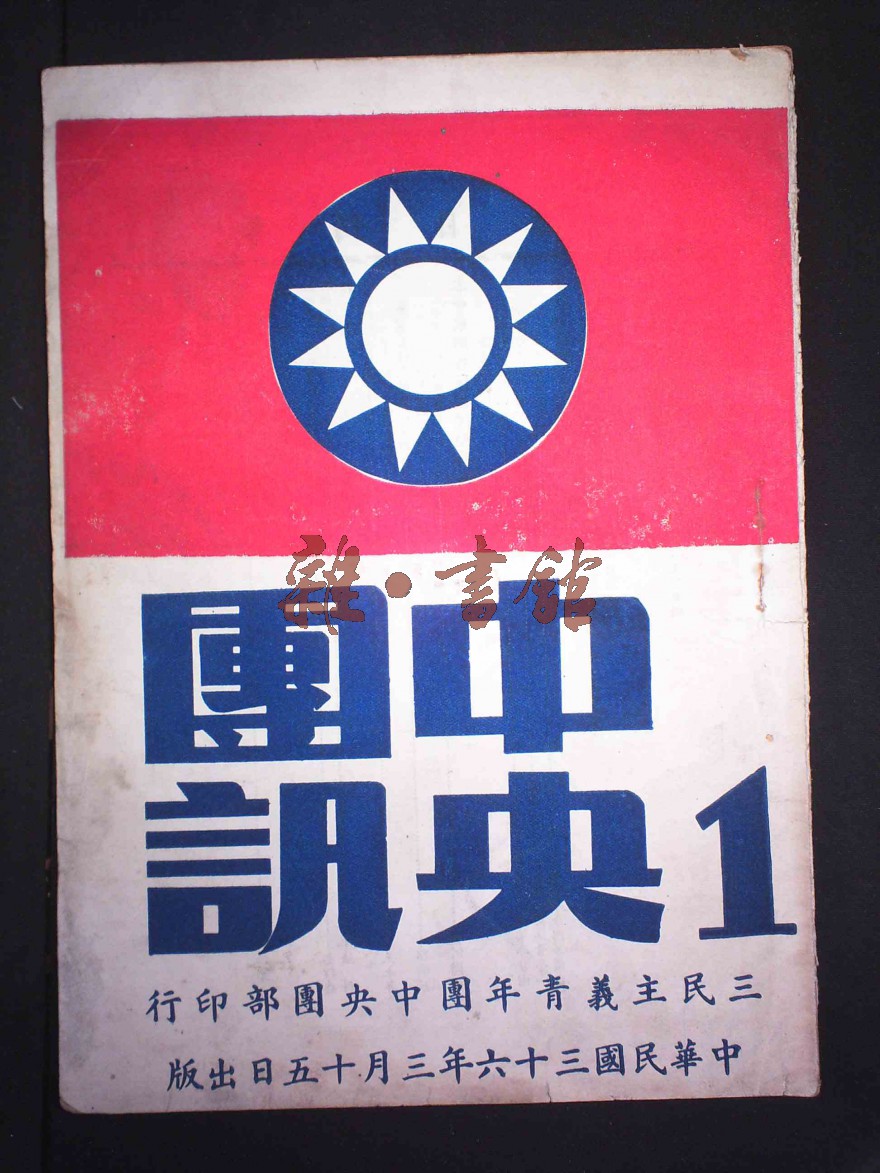 雜·書館
中央
團訊
1
三民主義青年團中央團部印行
中華民國三十六年三月十五日出版